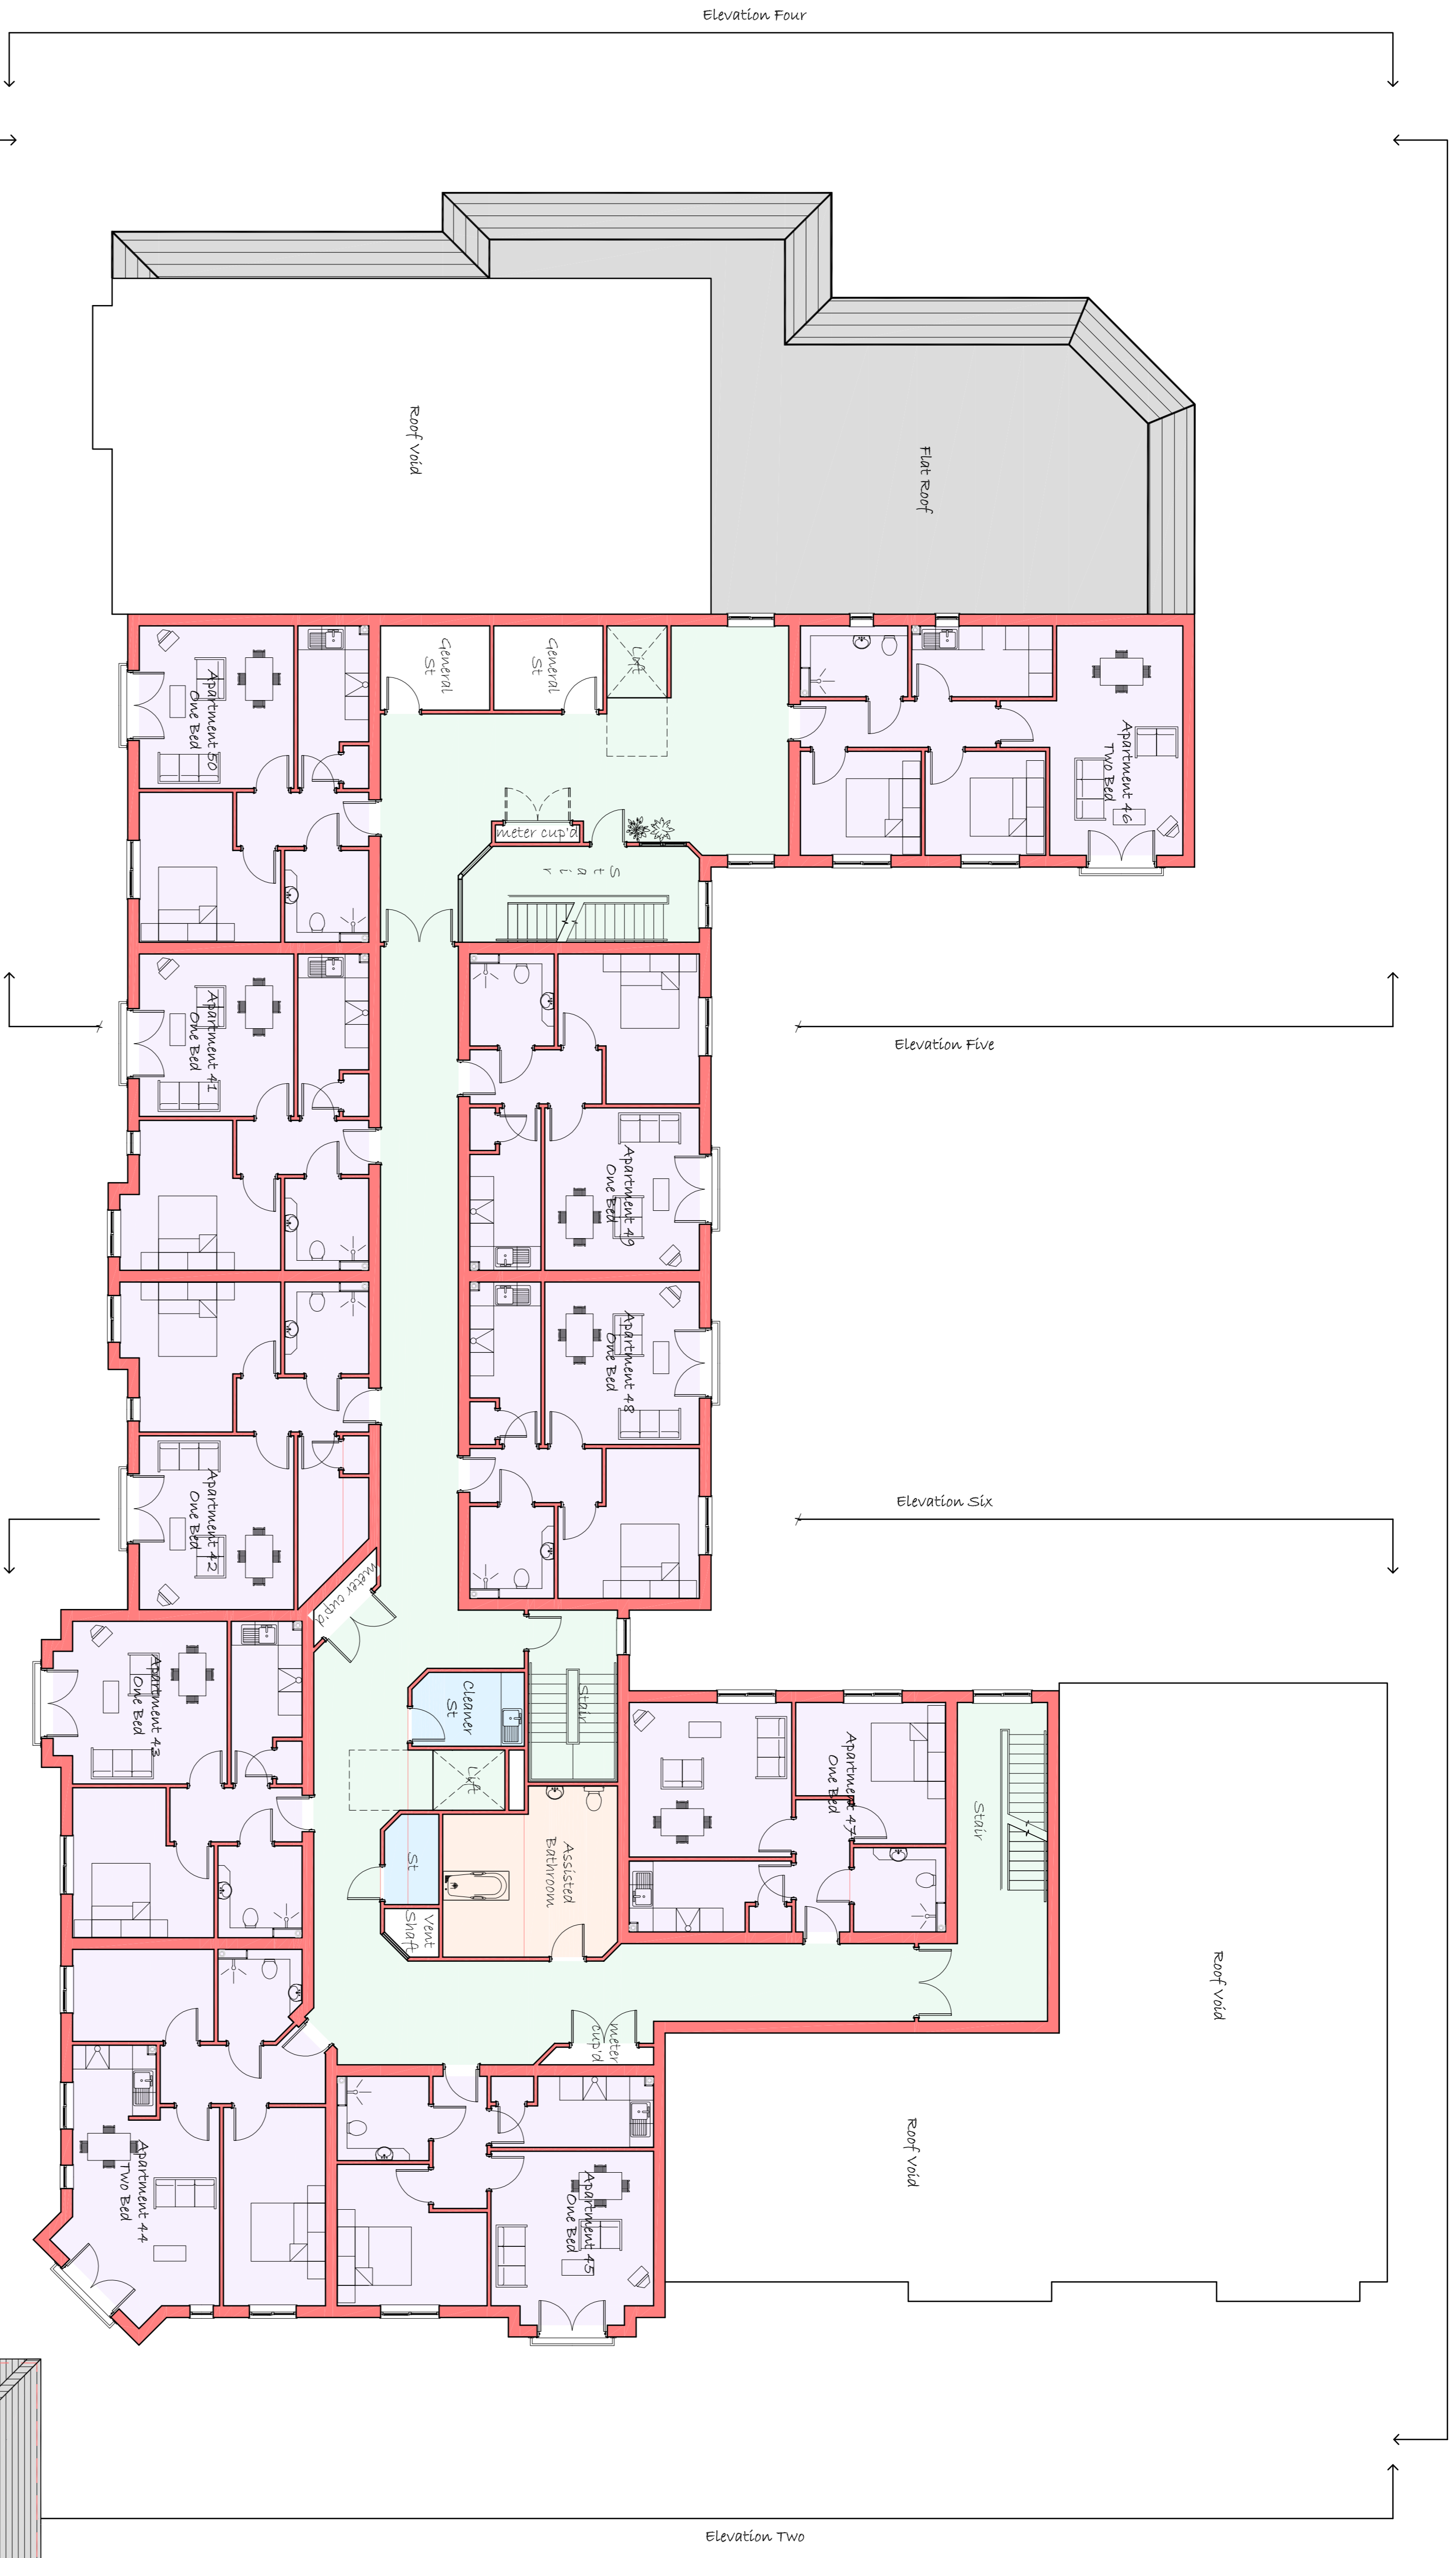 Elevation Four
Roof Void
Flat Roof
General
St
General
St
Lift
Apartment 50
One Bed
Apartment 46
Two Bed
meter cup'd
Stair
Apartment 41
One Bed
Elevation Five
Apartment 49
One Bed
Apartment 48
One Bed
Apartment 42
One Bed
Elevation Six
meter cup'd
Apartment 43
One Bed
Cleaner
St
Stair
Lift
Apartment 47
One Bed
Stair
St
Assisted
Bathroom
Vent
Shaft
Roof Void
meter
cup'd
Apartment 44
Two Bed
Apartment 45
One Bed
Roof Void
Elevation Two